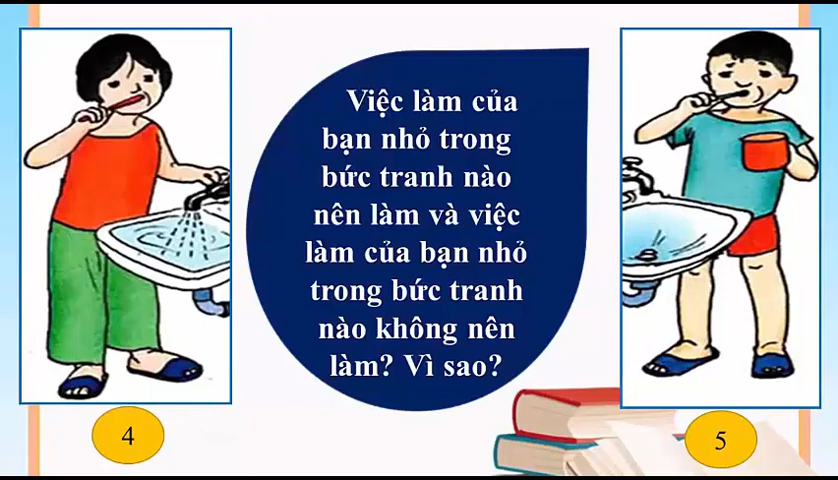 Việc làm của
bạn nhỏ trong
bức tranh nào
nên làm và việc
làm của bạn nhỏ
trong bức tranh
nào không nên
làm? Vì sao?
4
5